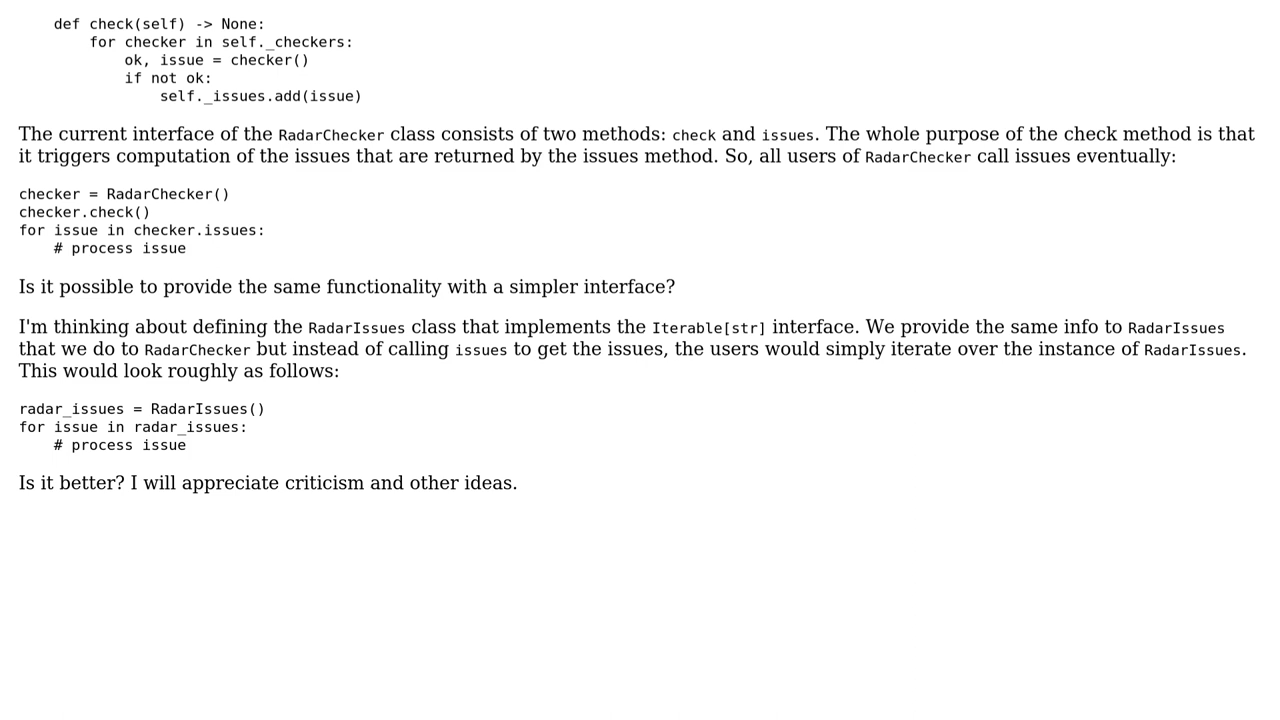 def check(self) -> None:
        for checker in self._checkers:
            ok, issue = checker()
            if not ok:
                self._issues.add(issue)
The current interface of the RadarChecker class consists of two methods: check and issues. The whole purpose of the check method is that
it triggers computation of the issues that are returned by the issues method. So, all users of RadarChecker call issues eventually:
checker = RadarChecker()
checker.check()
for issue in checker.issues:
    # process issue
Is it possible to provide the same functionality with a simpler interface?
I'm thinking about defining the RadarIssues class that implements the Iterable[str] interface. We provide the same info to RadarIssues
that we do to RadarChecker but instead of calling issues to get the issues, the users would simply iterate over the instance of RadarIssues.
This would look roughly as follows:
radar_issues = RadarIssues()
for issue in radar_issues:
    # process issue
Is it better? I will appreciate criticism and other ideas.